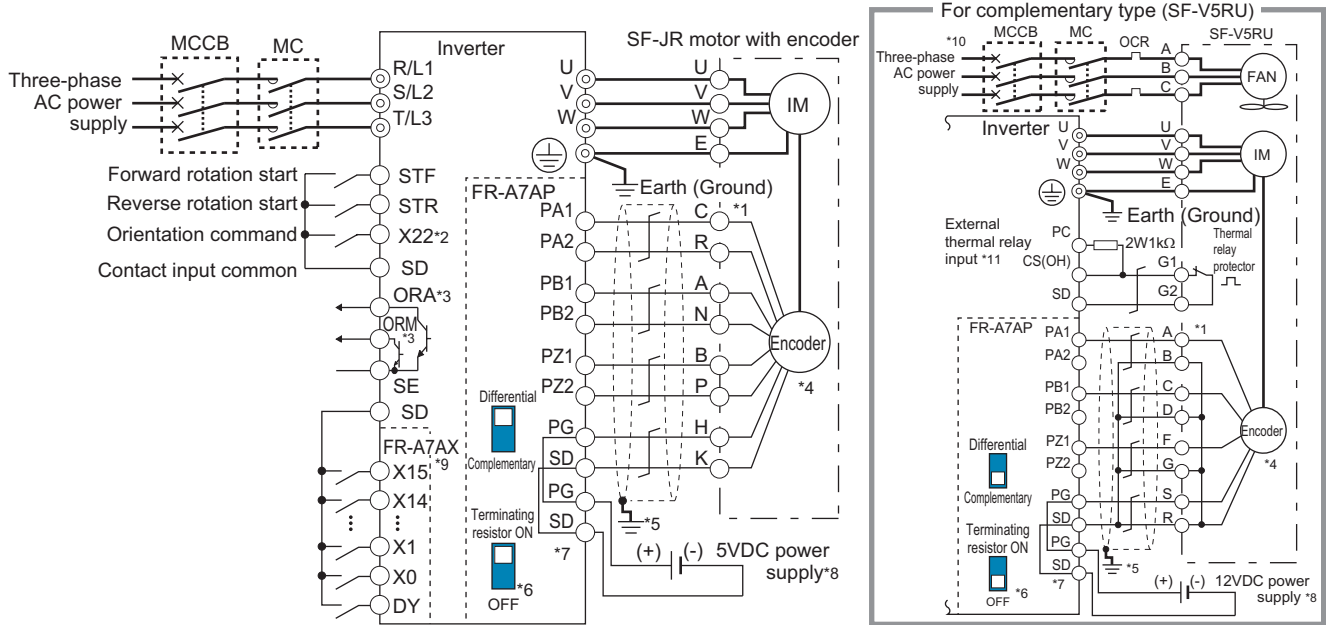 MCCB
MC
Inverter
SF-JR motor with encoder
Three-phase
AC power
supply
R/L1
S/L2
T/L3
U
V
W
U
V
W
E
IM
Forward rotation start
Reverse rotation start
Orientation command
Contact input common
STF
STR
X22*2
SD
ORA*3
ORM
*3
SE
SD
FR-A7AX
*9
X15
X14
X1
X0
DY
FR-A7AP
Earth (Ground)
*1
PA1
PA2
PB1
PB2
PZ1
PZ2
PG
SD
PG
SD
*7
C
R
A
N
B
P
H
K
Encoder
*4
Differential
Complementary
Terminating
resistor ON
*6
OFF
*5
(+)
(-)
5VDC power
supply*8
For complementary type (SF-V5RU)
*10
MCCB
MC
OCR
SF-V5RU
Three-phase
AC power
supply
A
B
C
FAN
Inverter
U
V
W
U
V
W
E
IM
Earth (Ground)
External
thermal relay
input *11
PC
CS(OH)
SD
2W1kΩ
G1
G2
Thermal
relay
protector
FR-A7AP
PA1
PA2
PB1
PB2
PZ1
PZ2
PG
SD
PG
SD
*7
A
*1
B
C
D
F
G
S
R
Encoder
*4
Differential
Complementary
Terminating
resistor ON
*6
OFF
*5
(+)
(-)
12VDC power
supply *8